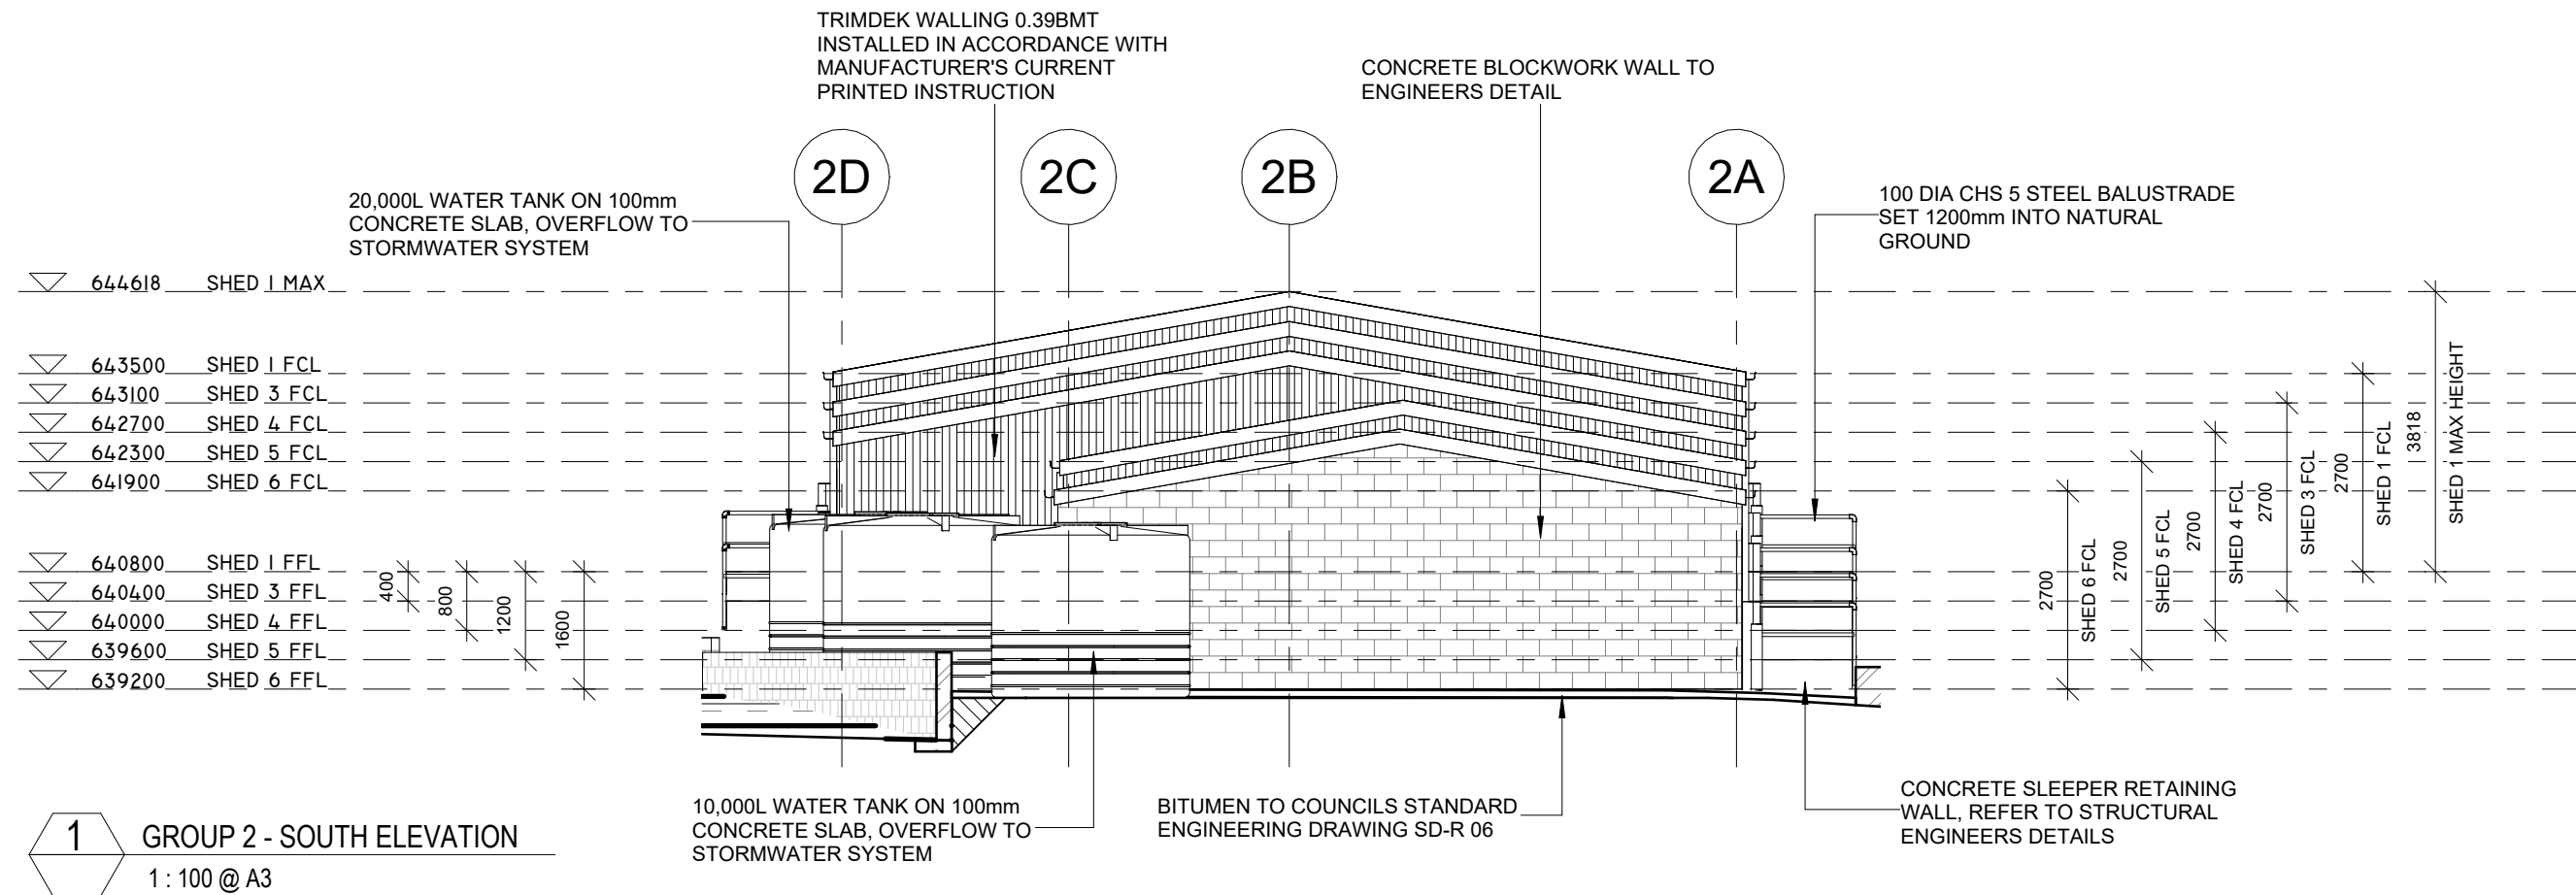 TRIMDEK WALLING 0.39BMT
INSTALLED IN ACCORDANCE WITH
MANUFACTURER'S CURRENT
PRINTED INSTRUCTION
CONCRETE BLOCKWORK WALL TO
ENGINEERS DETAIL
2D
2C
2B
2A
20,000L WATER TANK ON 100mm
CONCRETE SLAB, OVERFLOW TO
STORMWATER SYSTEM
100 DIA CHS 5 STEEL BALUSTRADE
SET 1200mm INTO NATURAL
GROUND
644618 SHED 1 MAX
643500 SHED 1 FCL
643100 SHED 3 FCL
642700 SHED 4 FCL
642300 SHED 5 FCL
641900 SHED 6 FCL
640800 SHED 1 FFL
640400 SHED 3 FFL
640000 SHED 4 FFL
639600 SHED 5 FFL
639200 SHED 6 FFL
400
800
1200
1600
2700
SHED 6 FCL
2700
SHED 5 FCL
2700
SHED 4 FCL
2700
SHED 3 FCL
2700
SHED 1 FCL
3818
SHED 1 MAX HEIGHT
10,000L WATER TANK ON 100mm
CONCRETE SLAB, OVERFLOW TO
STORMWATER SYSTEM
BITUMEN TO COUNCILS STANDARD
ENGINEERING DRAWING SD-R 06
CONCRETE SLEEPER RETAINING
WALL, REFER TO STRUCTURAL
ENGINEERS DETAILS
1
GROUP 2 - SOUTH ELEVATION
1 : 100 @ A3